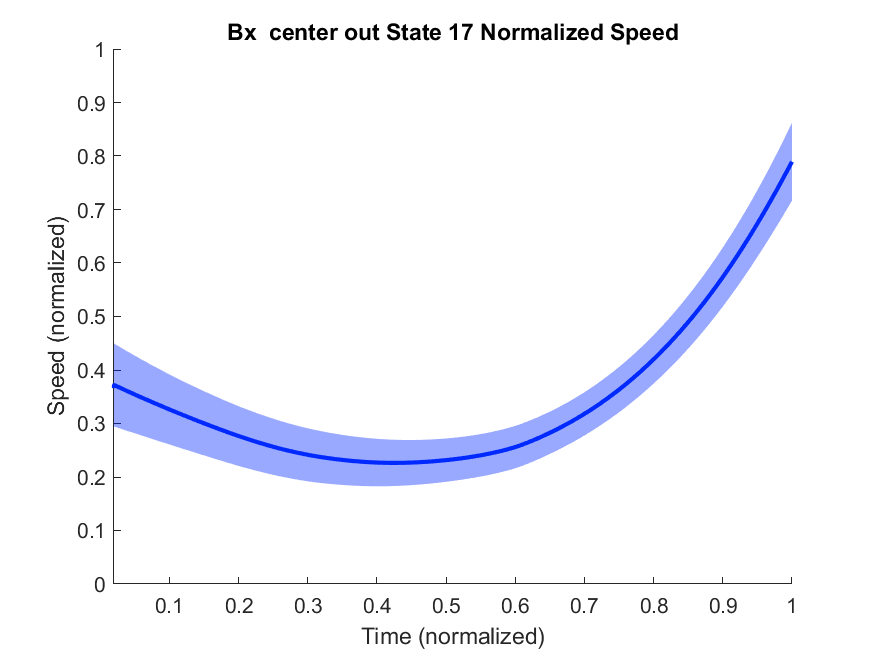 Bx  center out State 17 Normalized Speed
1
0.9
0.8
0.7
0.6
0.5
0.4
0.3
0.2
0.1
0
Speed (normalized)
0.1 0.2 0.3 0.4 0.5 0.6 0.7 0.8 0.9 1
Time (normalized)